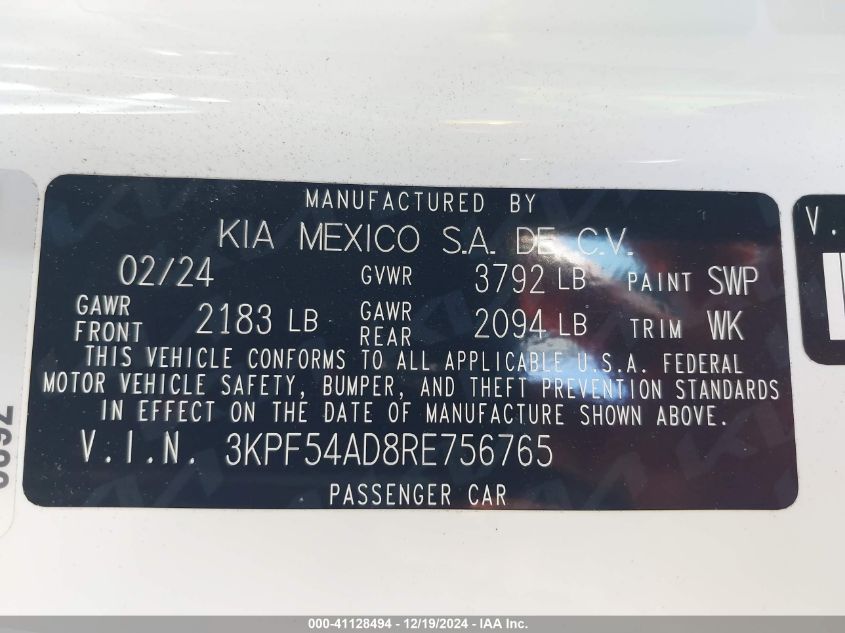 MANUFACTURED BY
KIA MEXICO S.A. DE C.V.
02/24 GVWR 3792 LB PAINT SWP
GAWR FRONT 2183 LB GAWR REAR 2094 LB TRIM WK
THIS VEHICLE CONFORMS TO ALL APPLICABLE U.S.A. FEDERAL
MOTOR VEHICLE SAFETY, BUMPER, AND THEFT PREVENTION STANDARDS
IN EFFECT ON THE DATE OF MANUFACTURE SHOWN ABOVE.
V.I.N. 3KPF54AD8RE756765
PASSENGER CAR
V.
000-41128494 - 12/19/2024 - IAA Inc.